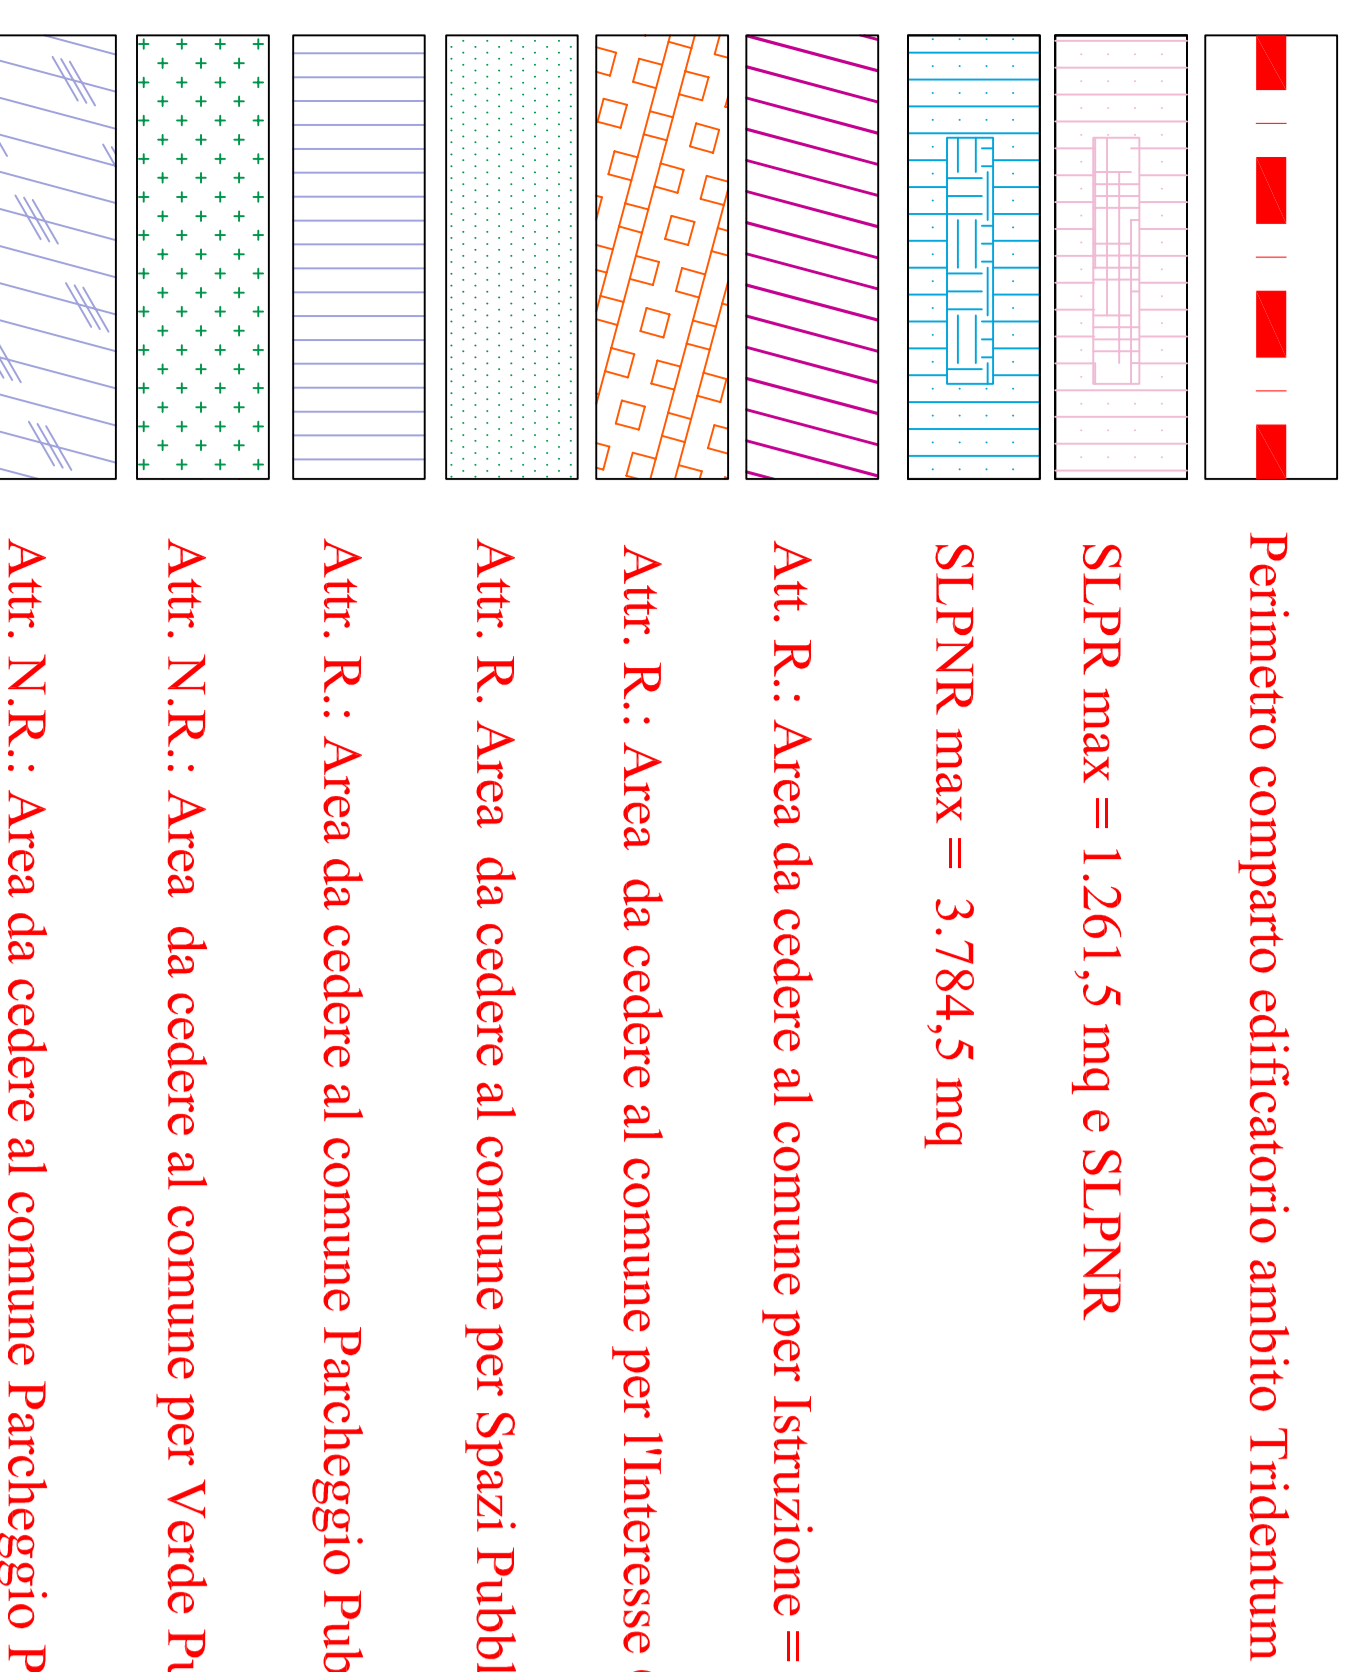 Perimetro comparto edificatorio ambito Tridentum
SLPR max = 1.261,5 mq e SLPNR
SLPNR max = 3.784,5 mq
Att. R.: Area da cedere al comune per Istruzione =
Attr. R.: Area da cedere al comune per l'Interesse
Attr. R. Area da cedere al comune per Spazi Pubbl
Attr. R.: Area da cedere al comune Parcheggio Pub
Attr. N.R.: Area da cedere al comune per Verde Pu
Attr. N.R.: Area da cedere al comune Parcheggio P